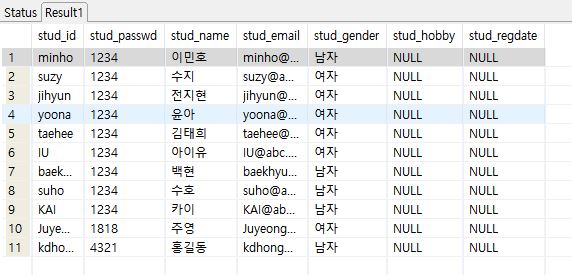 Status Result1
stud_id stud_passwd stud_name stud_email stud_gender stud_hobby stud_regdate
1 minho 1234 이민호 minho@... 남자 NULL NULL
2 suzy 1234 수지 suzy@a... 여자 NULL NULL
3 jihyun 1234 전지현 jihyun@... 여자 NULL NULL
4 yoona 1234 윤아 yoona@... 여자 NULL NULL
5 taehee 1234 김태희 taehee@... 여자 NULL NULL
6 IU 1234 아이유 IU@abc.... 여자 NULL NULL
7 baek... 1234 백현 baekhyu... 남자 NULL NULL
8 suho 1234 수호 suho@a... 남자 NULL NULL
9 KAI 1234 카이 KAI@ab... 남자 NULL NULL
10 Juye... 1818 주영 Juyeong... 여자 NULL NULL
11 kdho... 4321 홍길동 kdhong... 남자 NULL NULL